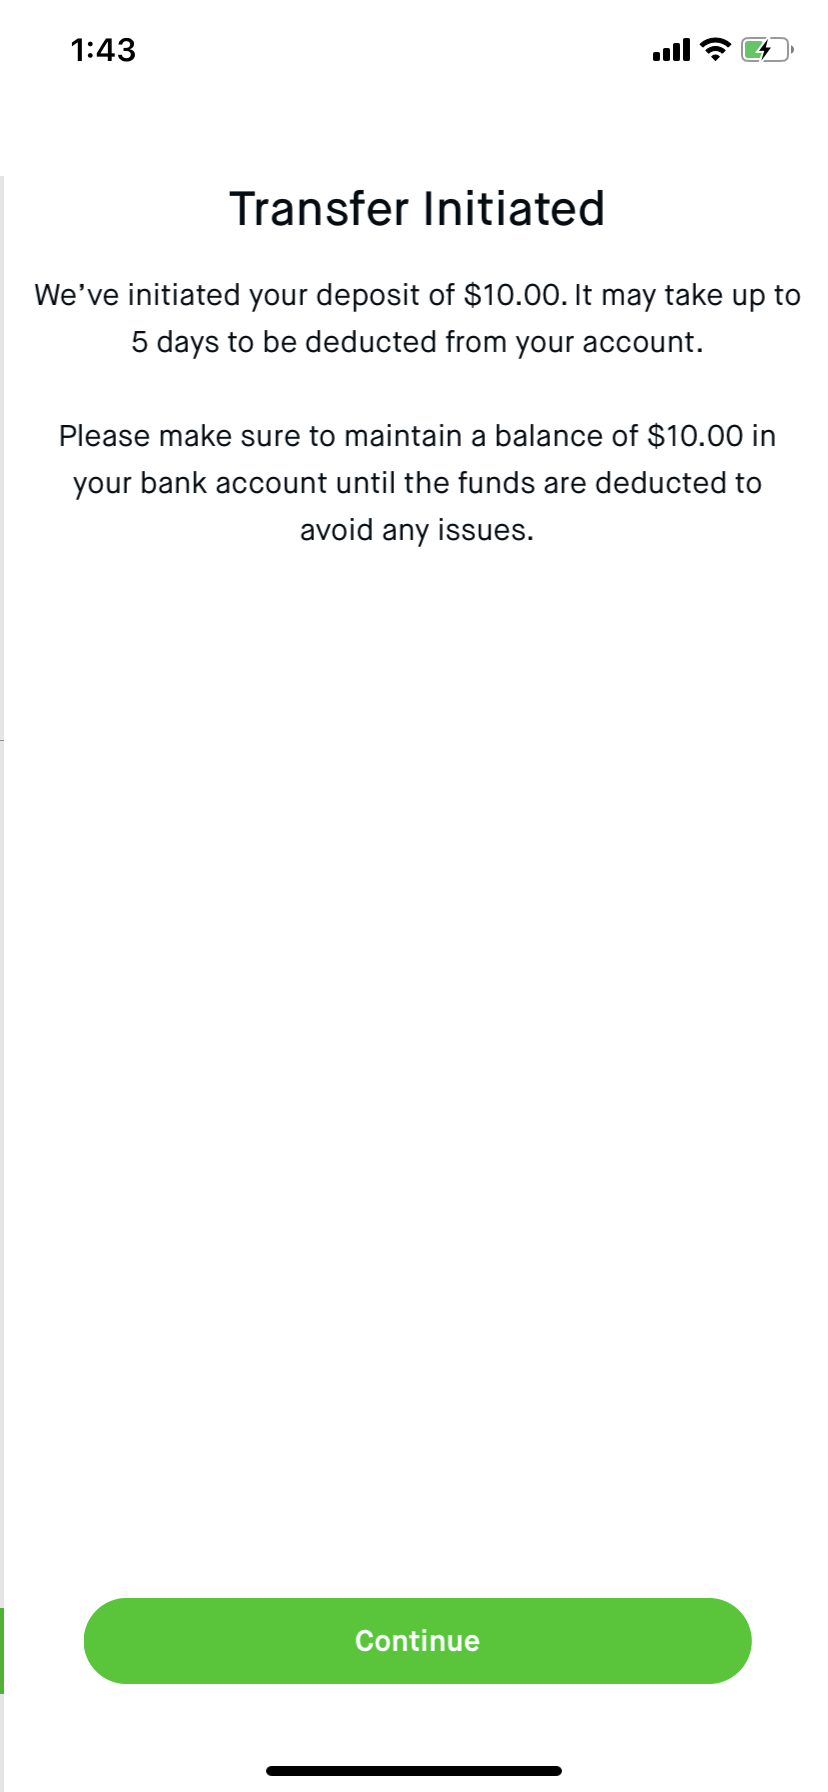 1:43
Transfer Initiated
We’ve initiated your deposit of $10.00. It may take up to
5 days to be deducted from your account.
Please make sure to maintain a balance of $10.00 in
your bank account until the funds are deducted to
avoid any issues.
Continue